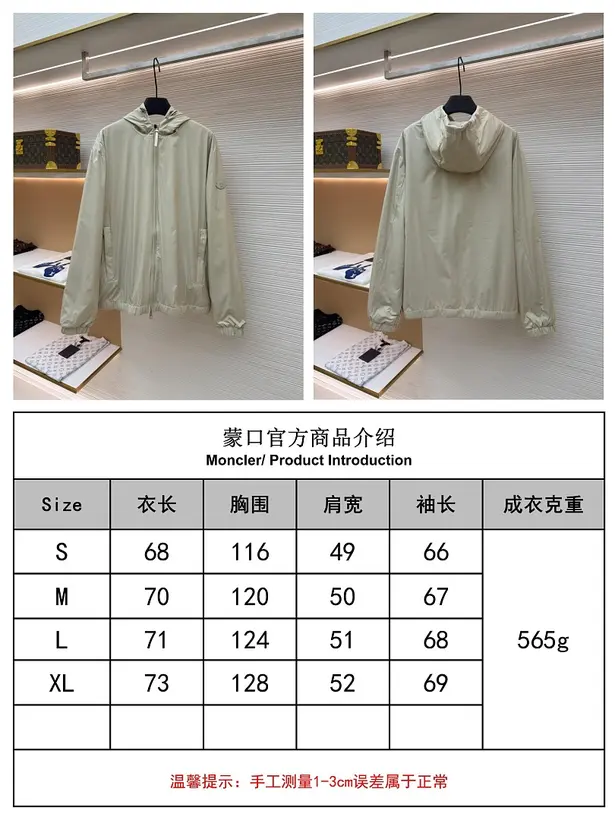 蒙口官方商品介绍
Moncler/ Product Introduction
Size 衣长 胸围 肩宽 袖长 成衣克重
S 68 116 49 66
M 70 120 50 67
L 71 124 51 68
565g
XL 73 128 52 69
温馨提示: 手工测量1-3cm误差属于正常